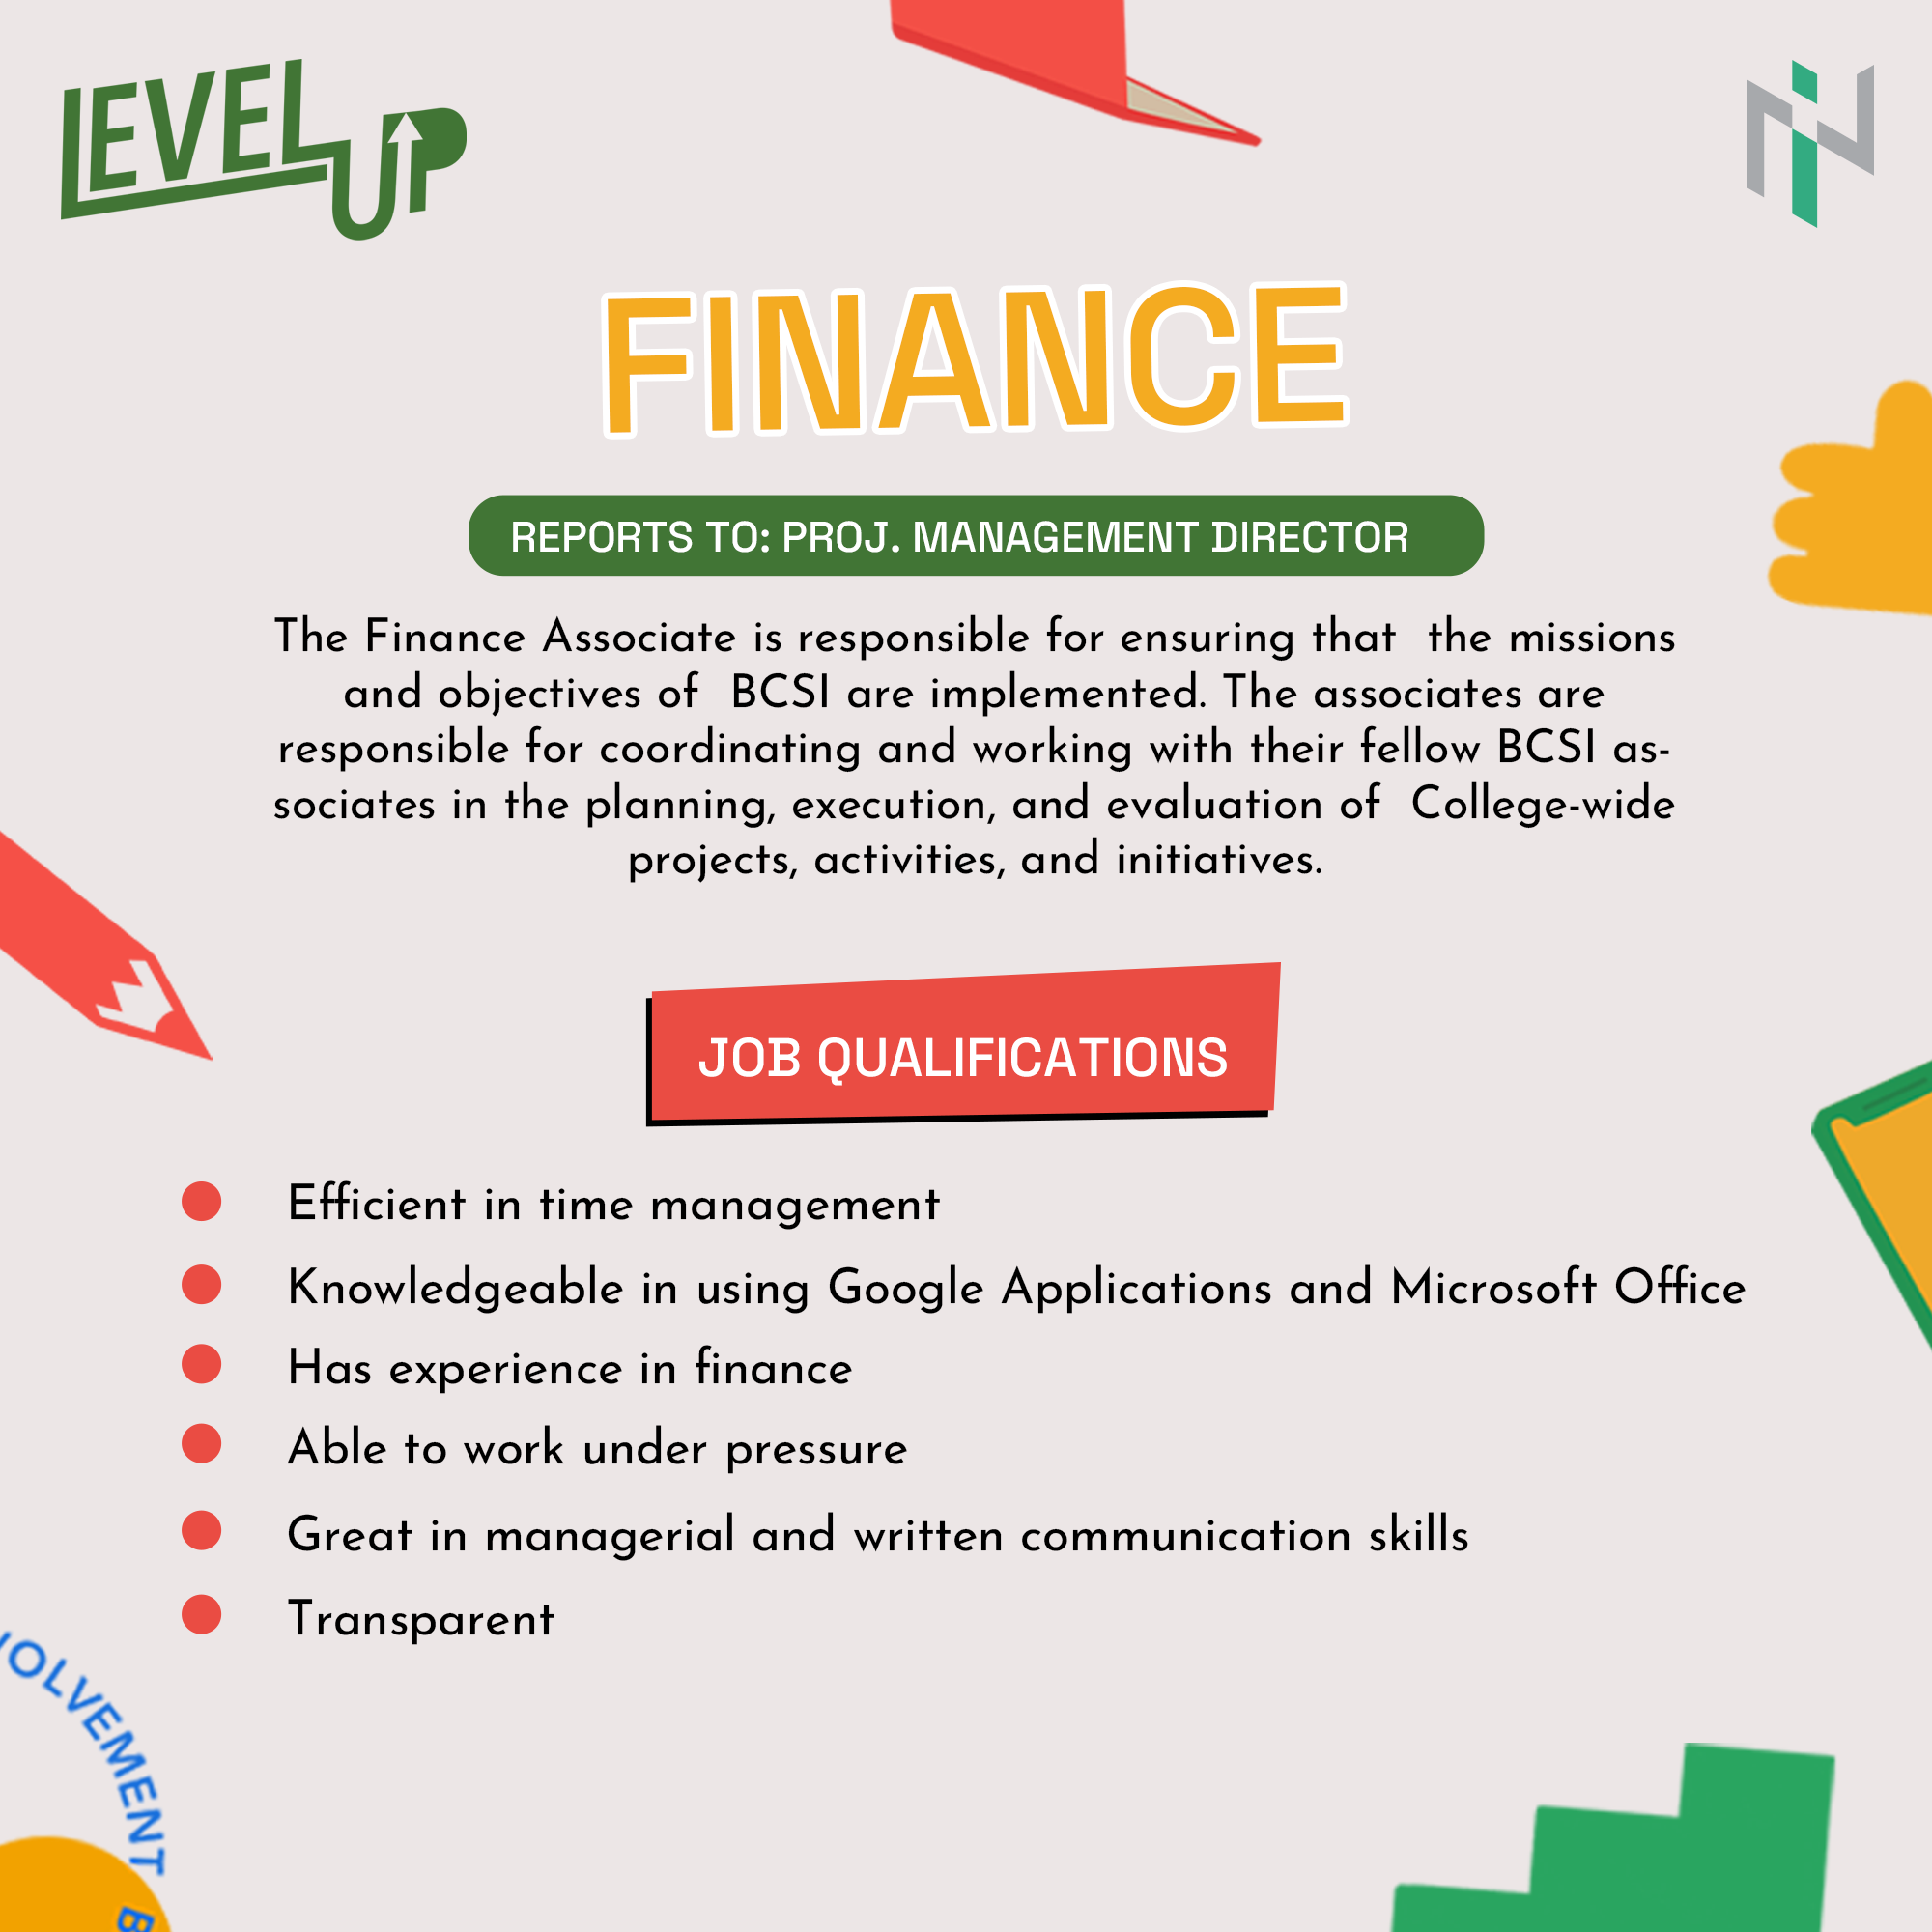 LEVEL UP
FINANCE
REPORTS TO: PROJ. MANAGEMENT DIRECTOR
The Finance Associate is responsible for ensuring that the missions
and objectives of BCSI are implemented. The associates are
responsible for coordinating and working with their fellow BCSI as-
sociates in the planning, execution, and evaluation of College-wide
projects, activities, and initiatives.
JOB QUALIFICATIONS
Efficient in time management
Knowledgeable in using Google Applications and Microsoft Office
Has experience in finance
Able to work under pressure
Great in managerial and written communication skills
Transparent
OLVEMENT B